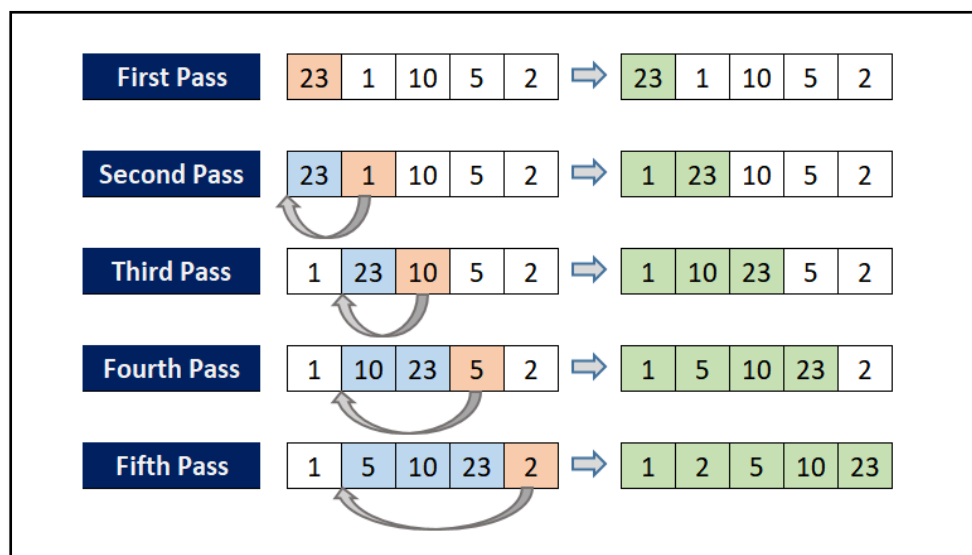 First Pass 23 1 10 5 2 23 1 10 5 2
Second Pass 23 1 10 5 2 1 23 10 5 2
Third Pass 1 23 10 5 2 1 10 23 5 2
Fourth Pass 1 10 23 5 2 1 5 10 23 2
Fifth Pass 1 5 10 23 2 1 2 5 10 23